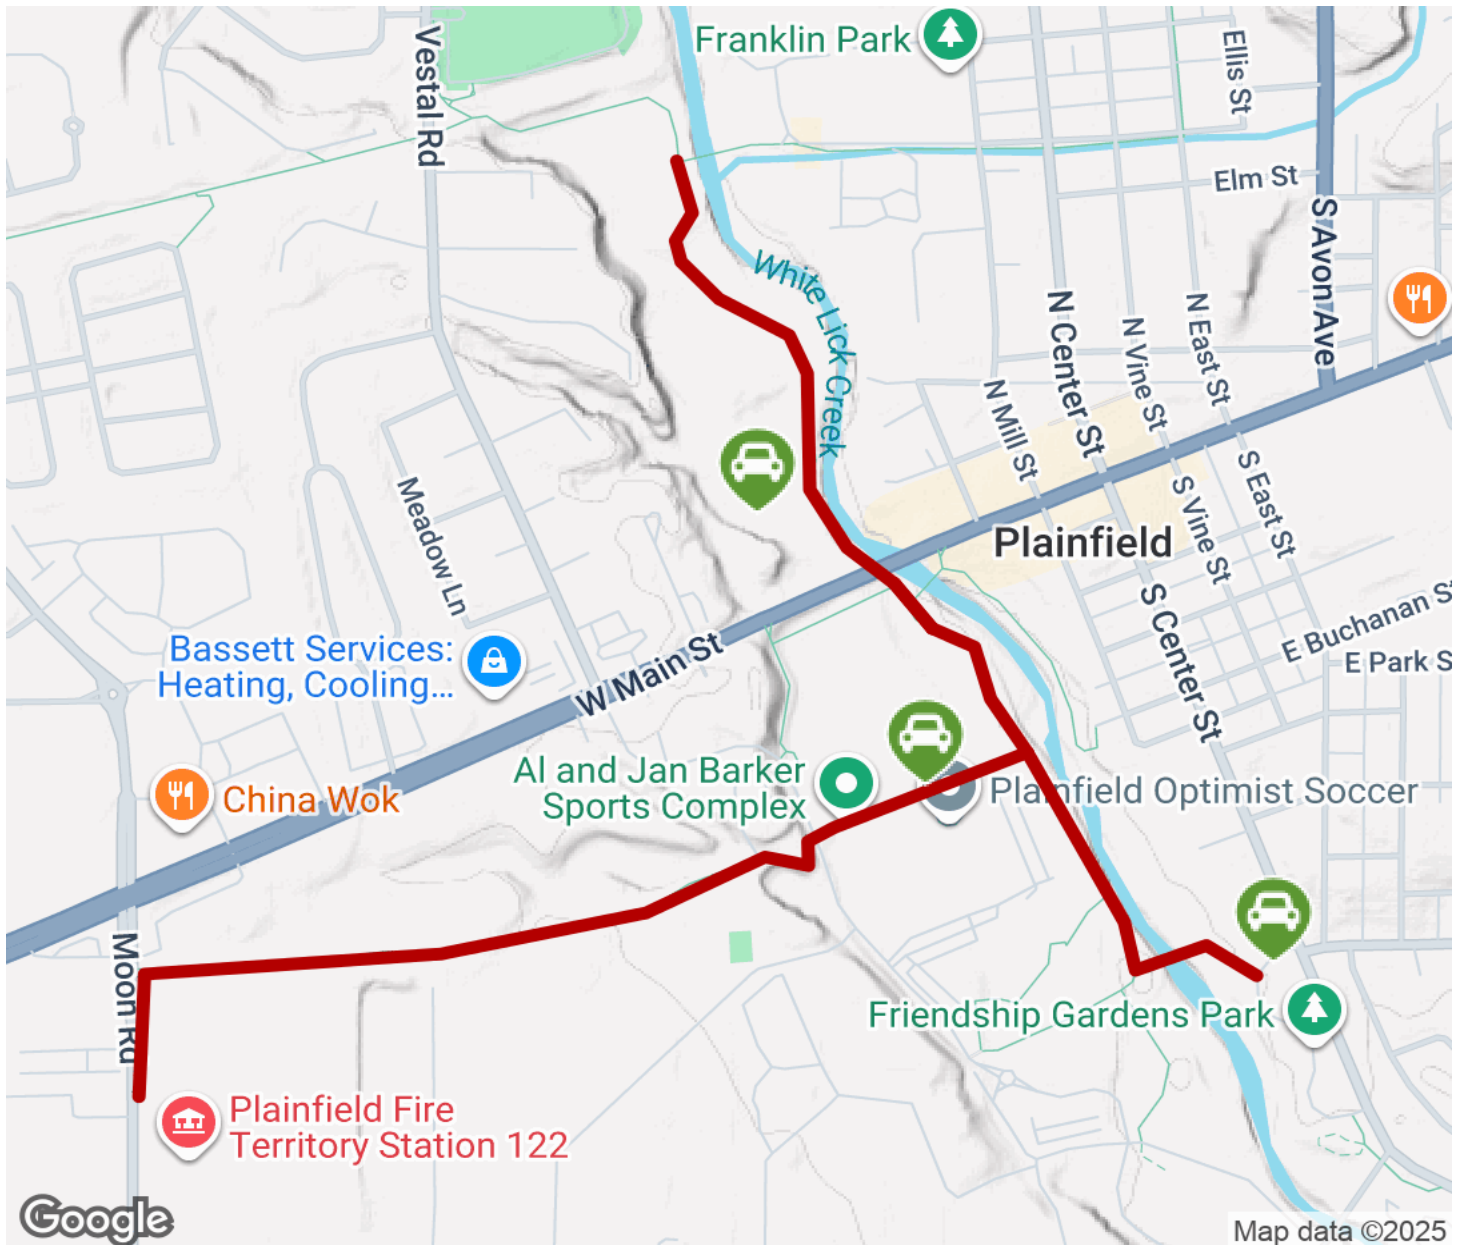 Franklin Park
Ellis St
Vestal Rd
Elm St
S Avon Ave
White Lick Creek
N Center St
N Vine St
N East St
N Mill St
S East St
S Vine St
Plainfield
Meadow Ln
S Center St
E Buchanan S
E Park S
Bassett Services:
Heating, Cooling...
W Main St
Al and Jan Barker
Sports Complex
China Wok
Plainfield Optimist Soccer
Moon Rd
Friendship Gardens Park
Plainfield Fire
Territory Station 122
Google
Map data ©2025